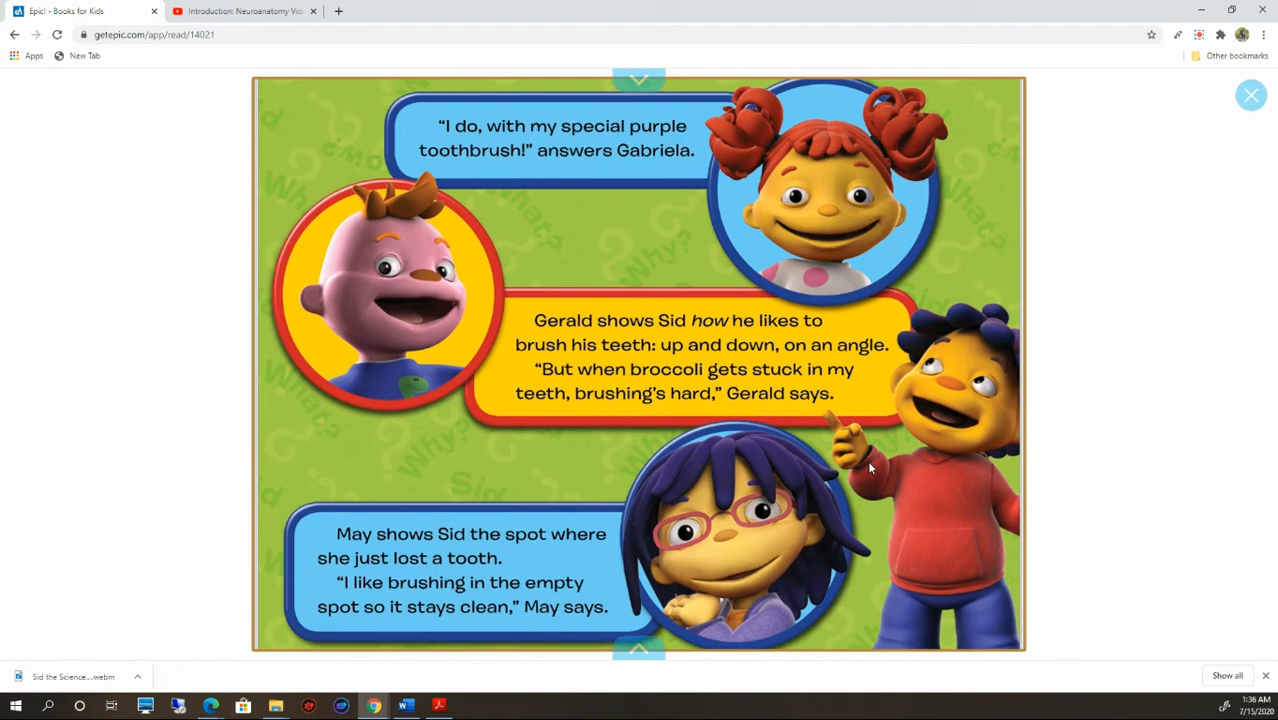 Epic! - Books for Kids
Introduction: Neuroanatomy Vid
getepic.com/app/read/14021
Apps
New Tab
Other bookmarks
“I do, with my special purple
toothbrush!” answers Gabriela.
Gerald shows Sid how he likes to
brush his teeth: up and down, on an angle.
“But when broccoli gets stuck in my
teeth, brushing’s hard,” Gerald says.
May shows Sid the spot where
she just lost a tooth.
“I like brushing in the empty
spot so it stays clean,” May says.
Why?
What?
Why?
Sid
Sid the Science....webm
Show all
1:36 AM
7/15/2020